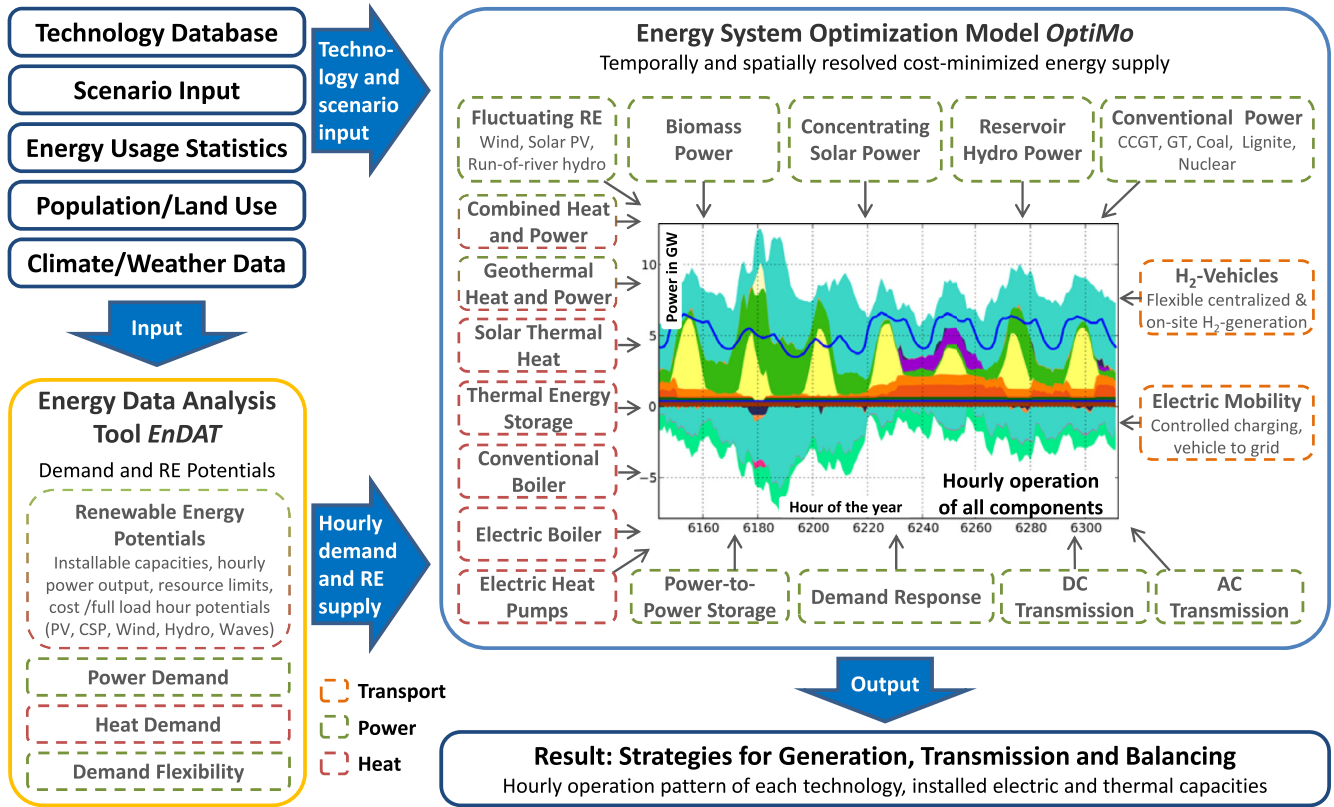 Technology Database
Scenario Input
Energy Usage Statistics
Population/Land Use
Climate/Weather Data
Techno-
logy and
scenario
input
Input
Energy Data Analysis
Tool EnDAT
Demand and RE Potentials
Renewable Energy
Potentials
Installable capacities, hourly
power output, resource limits,
cost /full load hour potentials
(PV, CSP, Wind, Hydro, Waves)
Power Demand
Heat Demand
Demand Flexibility
Hourly
demand
and RE
supply
Transport
Power
Heat
Energy System Optimization Model OptiMo
Temporally and spatially resolved cost-minimized energy supply
Fluctuating RE
Wind, Solar PV,
Run-of-river hydro
Biomass
Power
Concentrating
Solar Power
Reservoir
Hydro Power
Conventional Power
CCGT, GT, Coal, Lignite,
Nuclear
Combined Heat
and Power
Geothermal
Heat and Power
Solar Thermal
Heat
Thermal Energy
Storage
Conventional
Boiler
Electric Boiler
Electric Heat
Pumps
Power in GW
10
5
0
−5
Hour of the year
Hourly operation
of all components
6160 6180 6200 6220 6240 6260 6280 6300
H₂-Vehicles
Flexible centralized &
on-site H₂-generation
Electric Mobility
Controlled charging,
vehicle to grid
Power-to-
Power Storage
Demand Response
DC
Transmission
AC
Transmission
Output
Result: Strategies for Generation, Transmission and Balancing
Hourly operation pattern of each technology, installed electric and thermal capacities